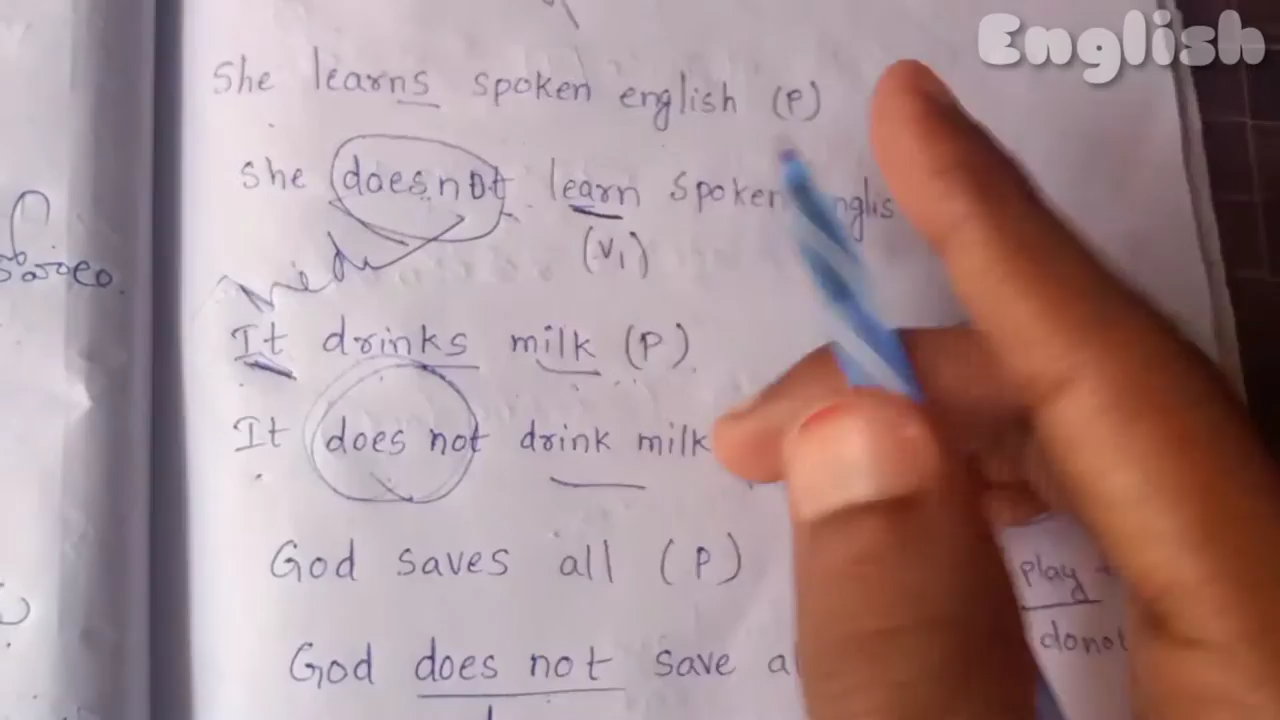 English
She learns spoken english (P)
She does not learn spoken
(V1)
It drinks milk (P)
It does not drink milk
God saves all (P)
play
God does not save
donot